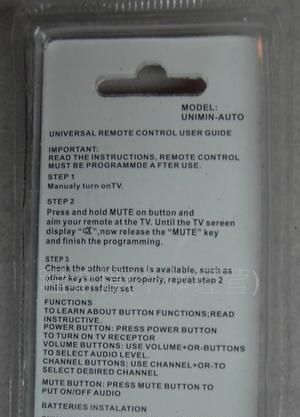 MODEL:
UNIMIN-AUTO
UNIVERSAL REMOTE CONTROL USER GUIDE
IMPORTANT:
READ THE INSTRUCTIONS, REMOTE CONTROL
MUST BE PROGRAMMDE A FTER USE.
STEP 1
Manualy turn onTV.
STEP 2
Press and hold MUTE on button and
aim your remote at the TV. Until the TV sereen
display "🔇",now release the "MUTE" key
and finish the programming.
STEP 3
Check the other buttons is available, such as
other keys not work properly, repeat step 2
until successfully set
FUNCTIONS
TO LEARN ABOUT BUTTON FUNCTIONS;READ
INSTRUCTIVE.
POWER BUTTON: PRESS POWER BUTTON
TO TURN ON TV RECEPTOR
VOLUME BUTTONS: USE VOLUME+OR-BUTTONS
TO SELECT AUDIO LEVEL.
CHANNEL BUTTONS: USE CHANNEL+OR-TO
SELECT DESIRED CHANNEL
MUTE BUTTON: PRESS MUTE BUTTON TO
PUT ON/OFF AUDIO
BATTERIES INSTALATION